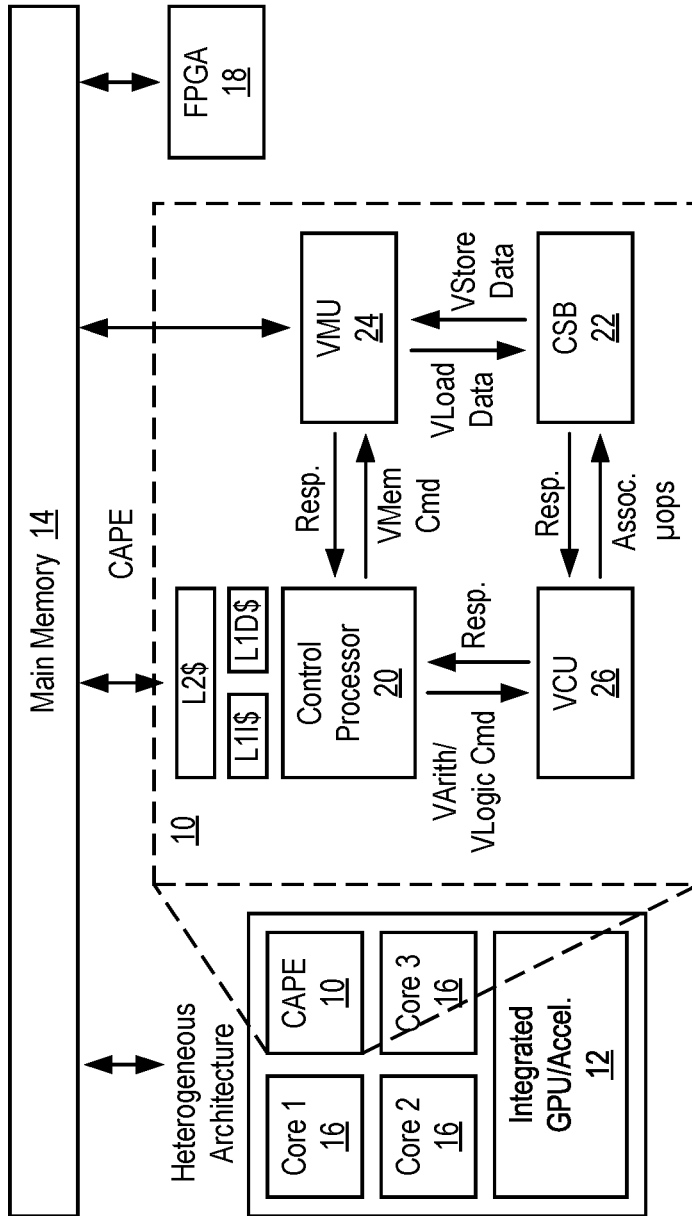 Main Memory 14
Heterogeneous
Architecture
CAPE
FPGA
18
Core 1
16
CAPE
10
Core 2
16
Core 3
16
Integrated
GPU/Accel.
12
10
L2$
L1I$
L1D$
Control
Processor
20
Resp.
VMem
Cmd
VMU
24
VArith/
VLogic Cmd
Resp.
VLoad
Data
VStore
Data
VCU
26
Resp.
Assoc.
µops
CSB
22